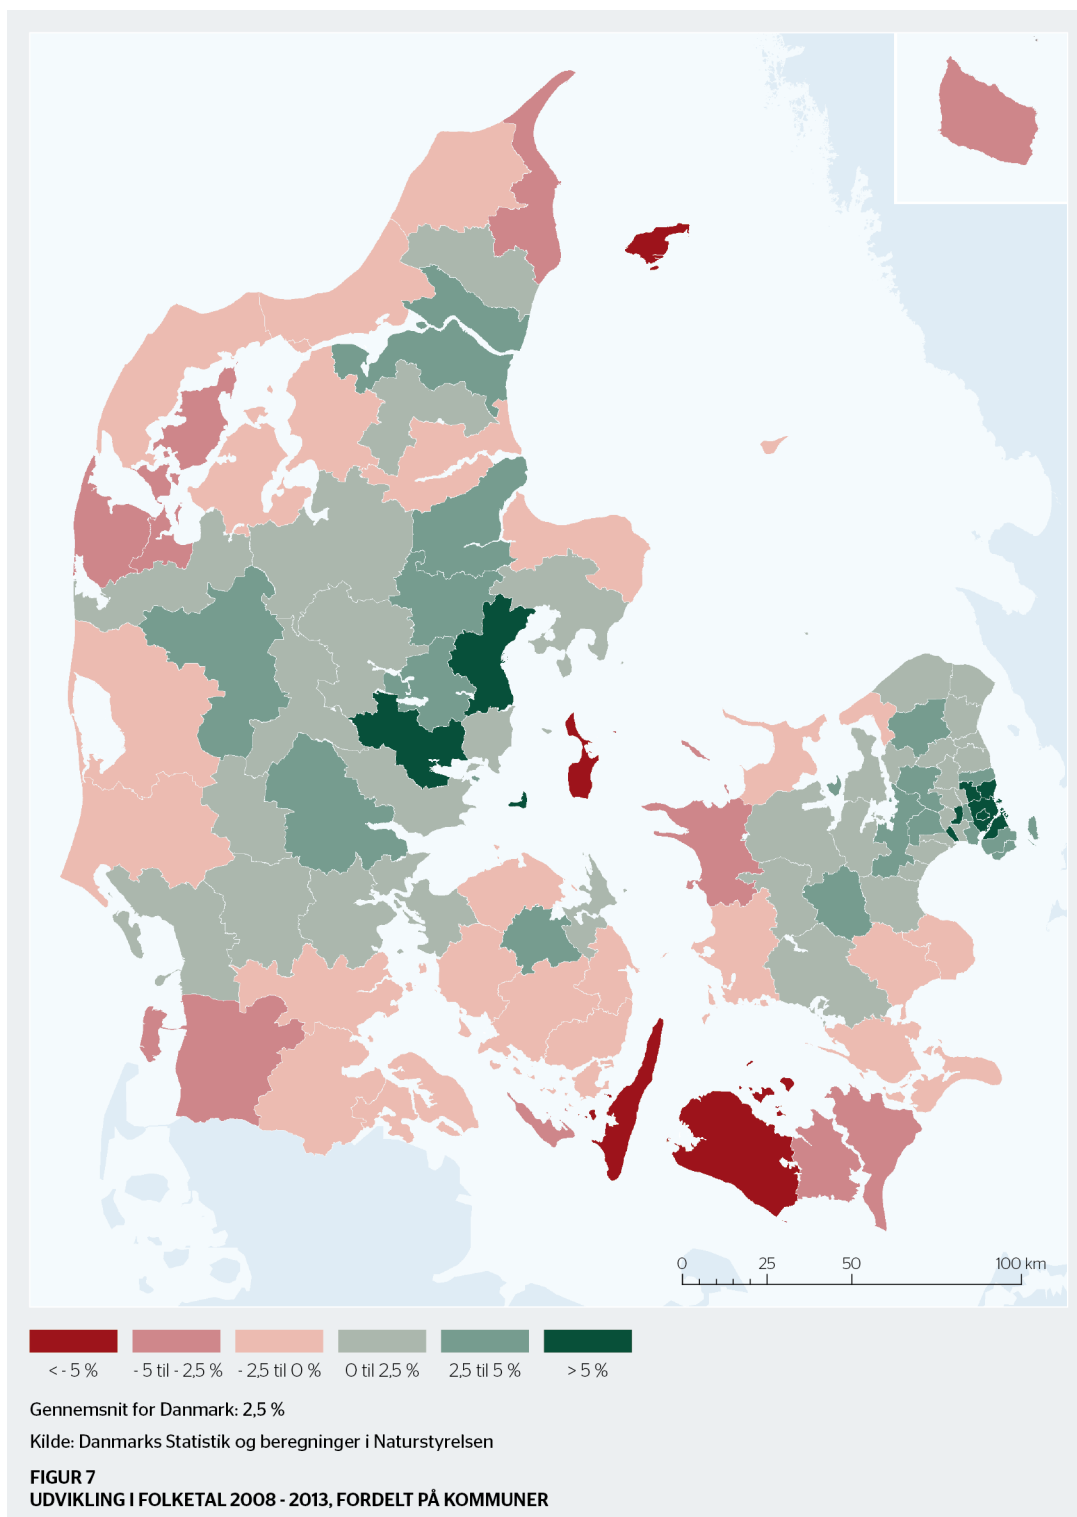 0 25 50 100 km
< - 5 % - 5 til - 2,5 % - 2,5 til 0 % 0 til 2,5 % 2,5 til 5 % > 5 %
Gennemsnit for Danmark: 2,5 %
Kilde: Danmarks Statistik og beregninger i Naturstyrelsen
FIGUR 7
UDVIKLING I FOLKETAL 2008 - 2013, FORDELT PÅ KOMMUNER